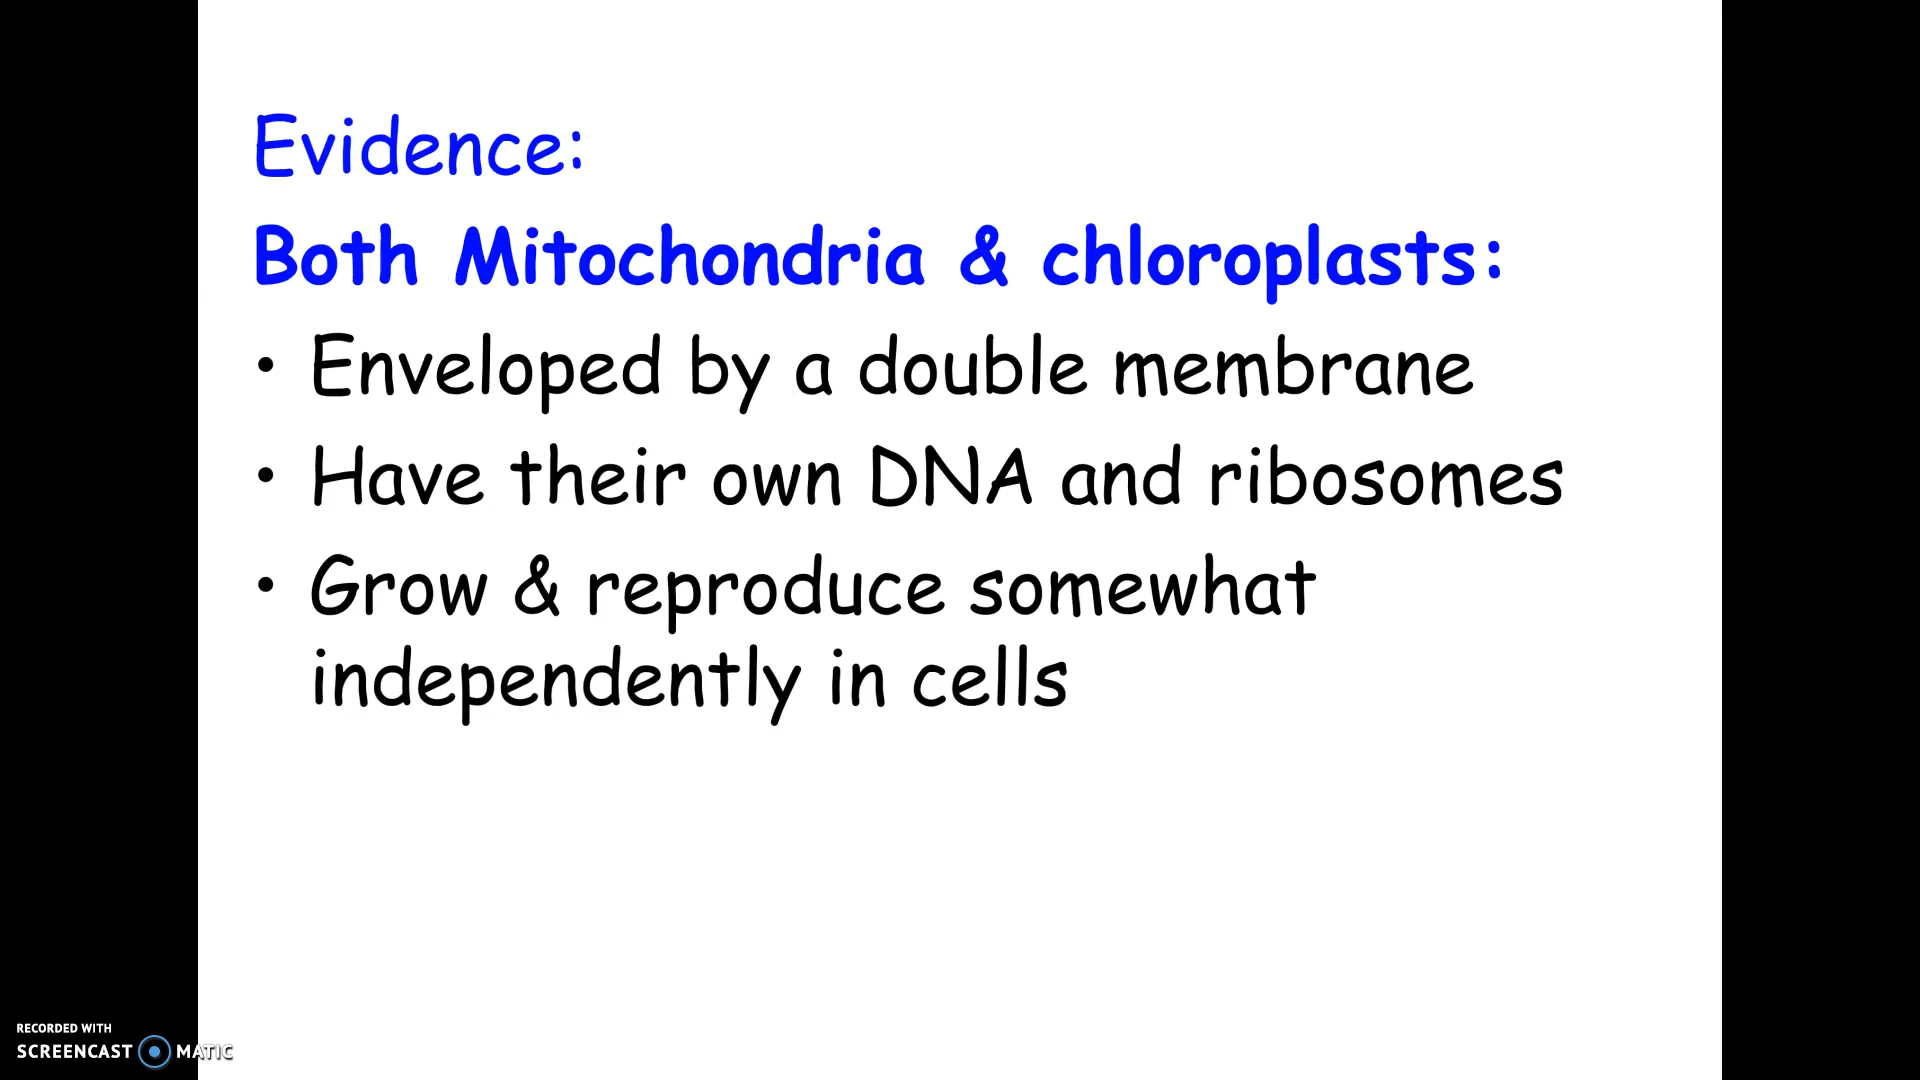 Evidence:
Both Mitochondria & chloroplasts:
• Enveloped by a double membrane
• Have their own DNA and ribosomes
• Grow & reproduce somewhat
independently in cells
RECORDED WITH
SCREENCAST MATIC